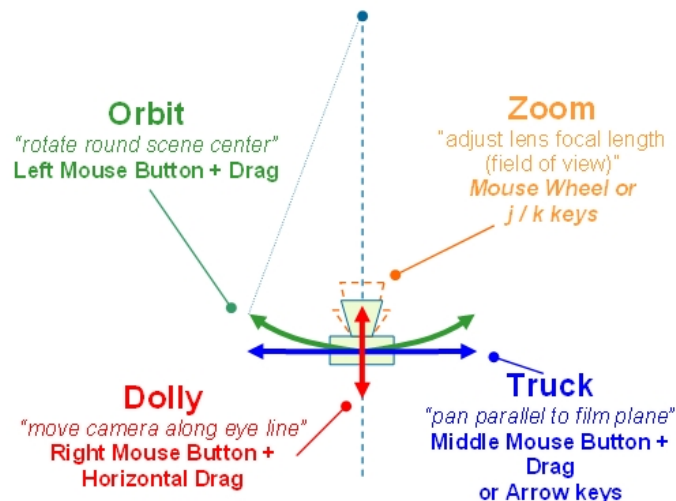 Orbit
"rotate round scene center"
Left Mouse Button + Drag
Zoom
"adjust lens focal length
(field of view)"
Mouse Wheel or
j / k keys
Dolly
"move camera along eye line"
Right Mouse Button +
Horizontal Drag
Truck
"pan parallel to film plane"
Middle Mouse Button +
Drag
or Arrow keys